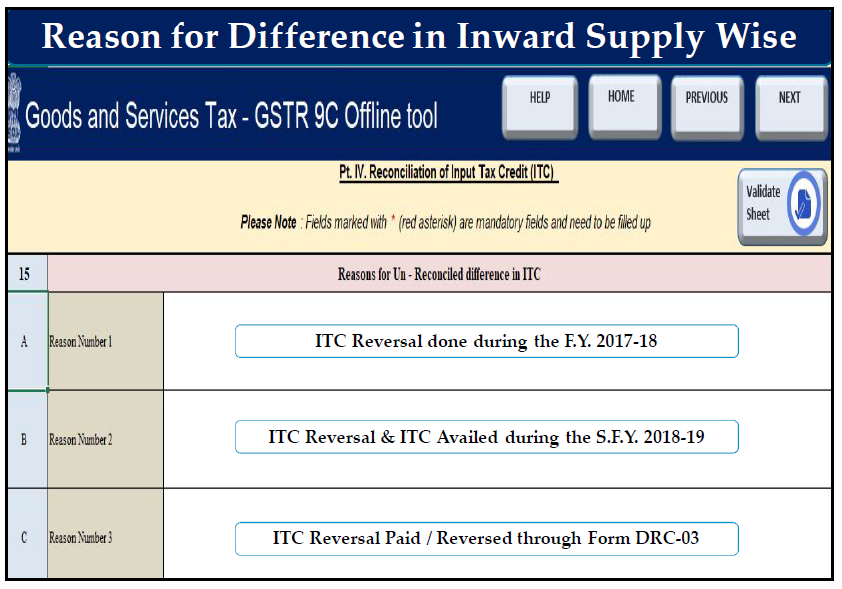 Reason for Difference in Inward Supply Wise
Goods and Services Tax - GSTR 9C Offline tool
HELP
HOME
PREVIOUS
NEXT
Pt. IV. Reconciliation of Input Tax Credit (ITC)
Please Note : Fields marked with * (red asterisk) are mandatory fields and need to be filled up
Validate
Sheet
15 Reasons for Un - Reconciled difference in ITC
A Reason Number 1 ITC Reversal done during the F.Y. 2017-18
B Reason Number 2 ITC Reversal & ITC Availed during the S.F.Y. 2018-19
C Reason Number 3 ITC Reversal Paid / Reversed through Form DRC-03